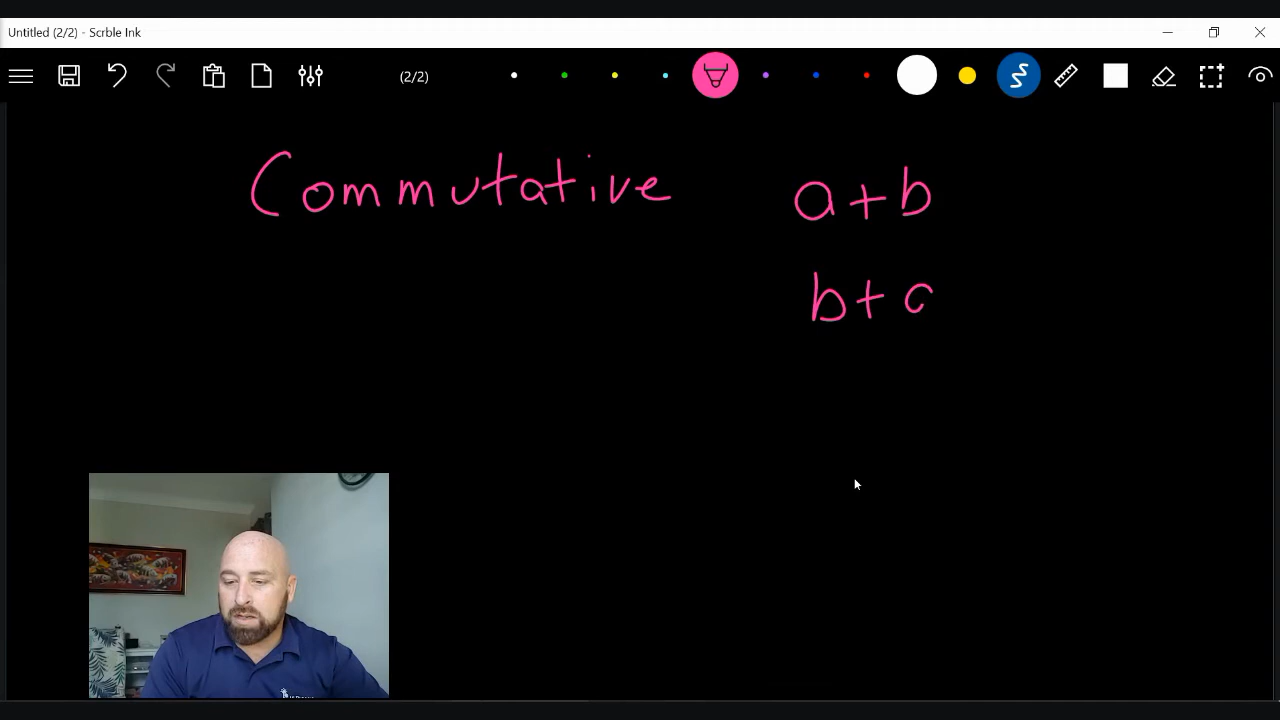 Untitled (2/2) - Scrble Ink
(2/2)
Commutative a+b
b+c